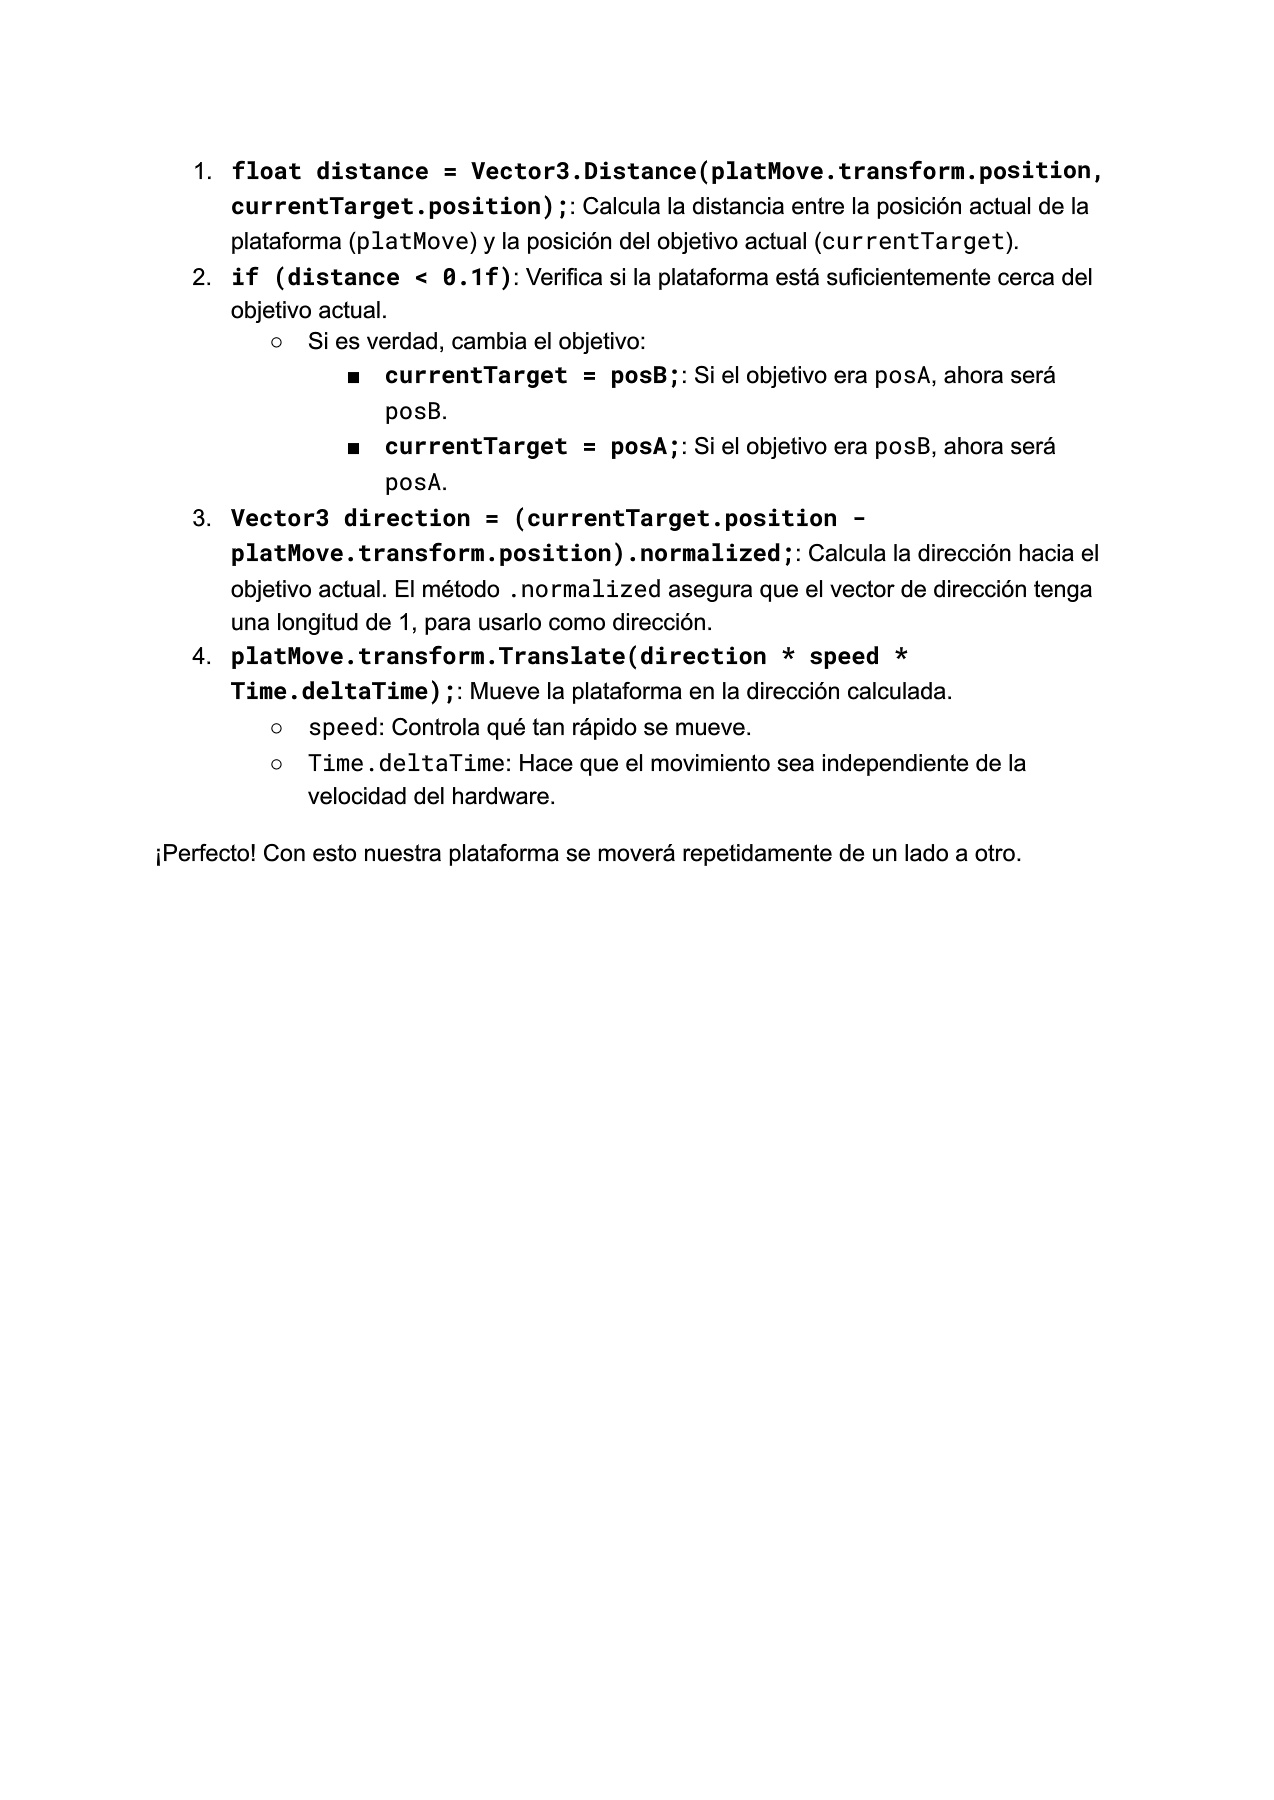 1. float distance = Vector3.Distance(platMove.transform.position,
currentTarget.position);: Calcula la distancia entre la posición actual de la
plataforma (platMove) y la posición del objetivo actual (currentTarget).
2. if (distance < 0.1f): Verifica si la plataforma está suficientemente cerca del
objetivo actual.
○ Si es verdad, cambia el objetivo:
■ currentTarget = posB;: Si el objetivo era posA, ahora será
posB.
■ currentTarget = posA;: Si el objetivo era posB, ahora será
posA.
3. Vector3 direction = (currentTarget.position -
platMove.transform.position).normalized;: Calcula la dirección hacia el
objetivo actual. El método .normalized asegura que el vector de dirección tenga
una longitud de 1, para usarlo como dirección.
4. platMove.transform.Translate(direction * speed *
Time.deltaTime);: Mueve la plataforma en la dirección calculada.
○ speed: Controla qué tan rápido se mueve.
○ Time.deltaTime: Hace que el movimiento sea independiente de la
velocidad del hardware.
¡Perfecto! Con esto nuestra plataforma se moverá repetidamente de un lado a otro.